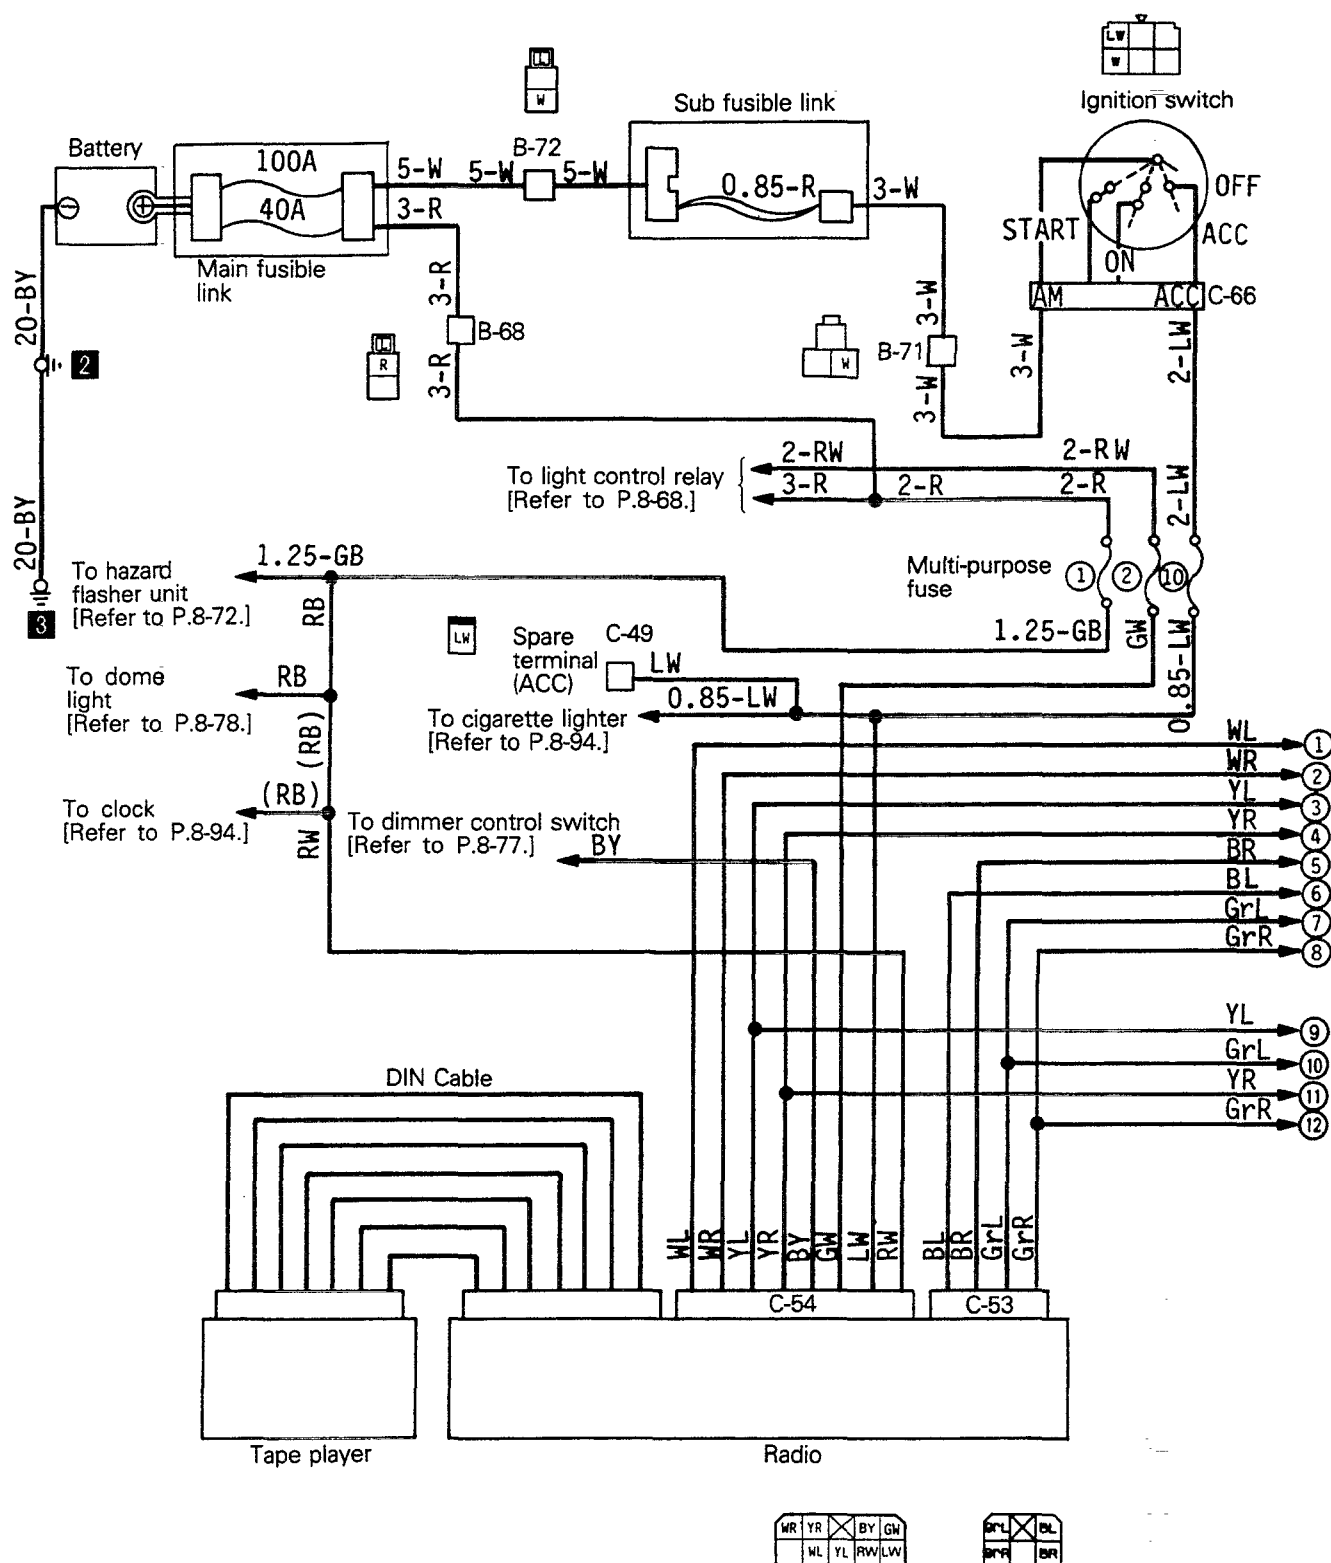 LW
W
Ignition switch
L
W
Sub fusible link
Battery
100A
40A
Main fusible
link
5-W
5-W
B-72
5-W
0.85-R
3-W
3-R
OFF
START
ACC
ON
AM
ACC
C-66
20-BY
2
3-R
B-68
3-R
L
R
3-W
B-71
3-W
W
3-W
2-LW
2-RW
2-RW
To light control relay
[Refer to P.8-68.]
3-R
2-R
2-R
2-LW
20-BY
3
1.25-GB
To hazard
flasher unit
[Refer to P.8-72.]
RB
Multi-purpose
fuse
1
2
10
1.25-GB
GW
0.85-LW
LW
Spare
terminal
(ACC)
C-49
LW
0.85-LW
To cigarette lighter
[Refer to P.8-94.]
To dome
light
[Refer to P.8-78.]
RB
(RB)
To clock
[Refer to P.8-94.]
(RB)
RW
To dimmer control switch
[Refer to P.8-77.]
BY
WL 1
WR 2
YL 3
YR 4
BR 5
BL 6
GrL 7
GrR 8
YL 9
GrL 10
YR 11
GrR 12
DIN Cable
WL
WR
YL
YR
BY
GW
LW
RW
BL
BR
GrL
GrR
C-54
C-53
Tape player
Radio
WR YR BY GW
WL YL RW LW
GrL BL
GrR BR